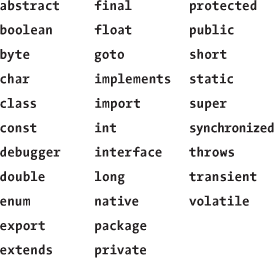 abstract final protected
boolean float public
byte goto short
char implements static
class import super
const int synchronized
debugger interface throws
double long transient
enum native volatile
export package
extends private